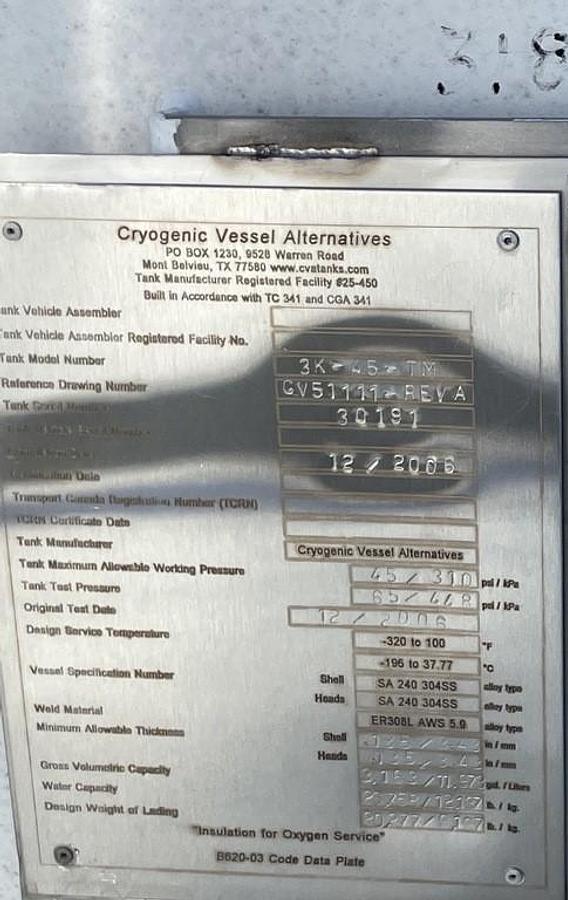 Cryogenic Vessel Alternatives
PO BOX 1230, 9528 Warren Road
Mont Belvieu, TX 77580 www.cvatanks.com
Tank Manufacturer Registered Facility #25-450
Built in Accordance with TC 341 and CGA 341
ank Vehicle Assembler
ank Vehicle Assembler Registered Facility No.
Tank Model Number 3K-45-TM
Reference Drawing Number CV51111-REVA
Tank Serial Number 30191
12/2006
Date
Transport Canada Registration Number (TCRN)
TCRN Certificate Date
Tank Manufacturer Cryogenic Vessel Alternatives
Tank Maximum Allowable Working Pressure 45/310 psi / kPa
Tank Test Pressure 65/448 psi / kPa
Original Test Date 12/2006
Design Service Temperature -320 to 100 °F
-196 to 37.77 °C
Vessel Specification Number Shell SA 240 304SS alloy type
Heads SA 240 304SS alloy type
Weld Material ER308L AWS 5.9 alloy type
Minimum Allowable Thickness Shell in / mm
Heads in / mm
Gross Volumetric Capacity gal. / Liters
Water Capacity lb. / kg.
Design Weight of Lading lb. / kg.
"Insulation for Oxygen Service"
B620-03 Code Data Plate